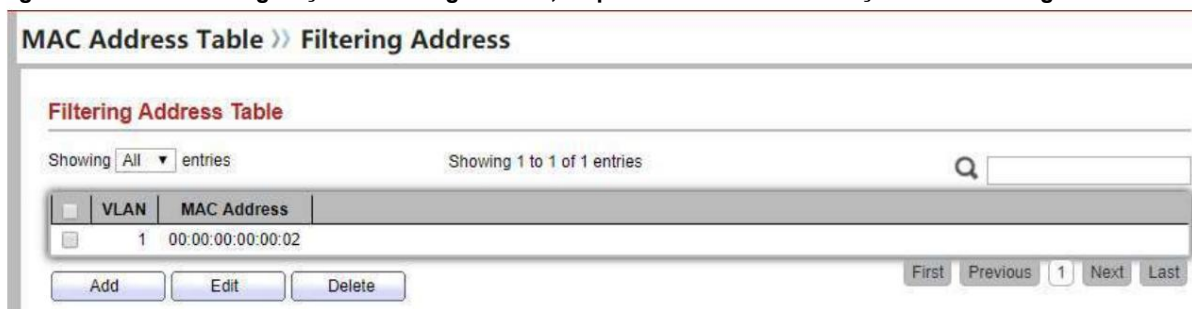 MAC Address Table » Filtering Address
Filtering Address Table
Showing All ▼ entries Showing 1 to 1 of 1 entries
VLAN MAC Address
1 00:00:00:00:00:02
Add Edit Delete First Previous 1 Next Last